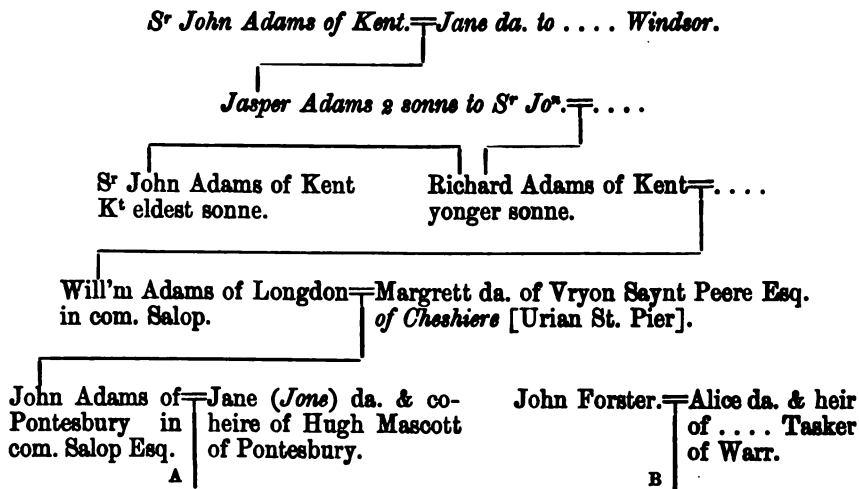 Sʳ John Adams of Kent.=Jane da. to .... Windsor.
Jasper Adams 2 sonne to Sʳ Joⁿ.=....
Sʳ John Adams of Kent
Kᵗ eldest sonne.
Richard Adams of Kent=....
yonger sonne.
Will'm Adams of Longdon=Margrett da. of Vryon Saynt Peere Esq.
in com. Salop.
of Cheshiere [Urian St. Pier].
John Adams of=Jane (Jone) da. & co-
Pontesbury in
com. Salop Esq.
heire of Hugh Mascott
of Pontesbury.
A
John Forster.=Alice da. & heir
of .... Tasker
of Warr.
B